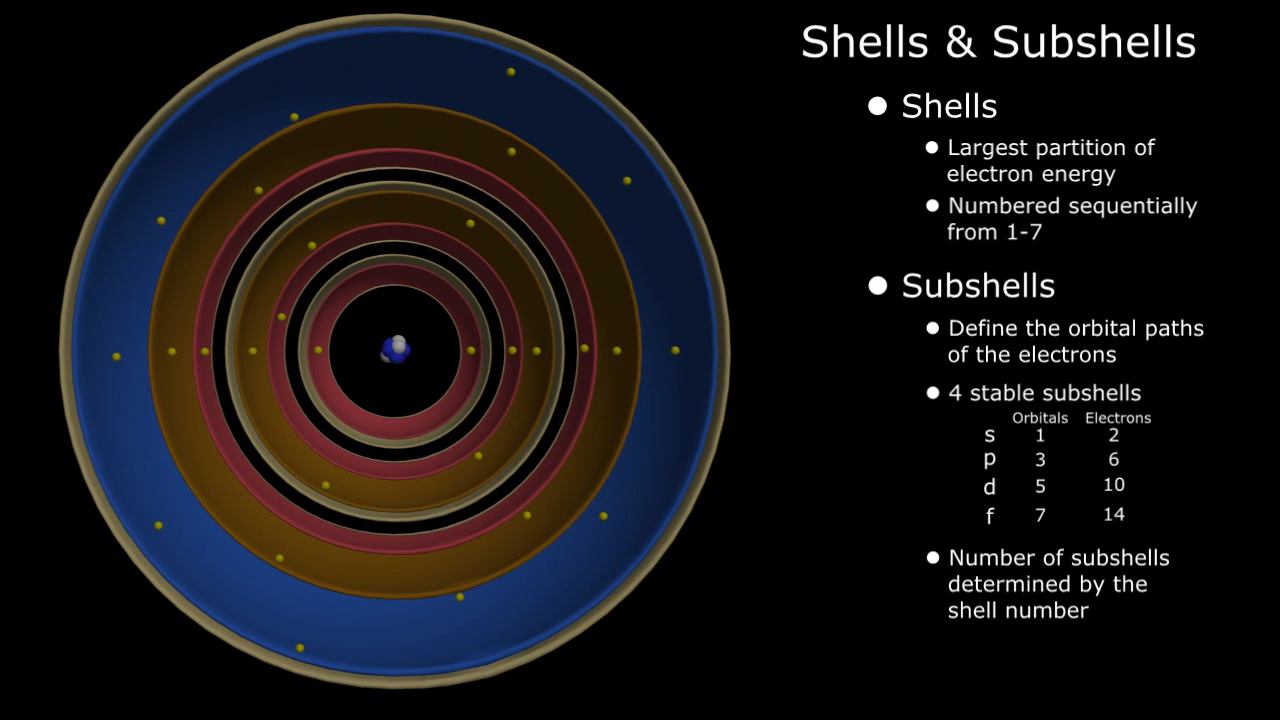 Shells & Subshells
● Shells
● Largest partition of
electron energy
● Numbered sequentially
from 1-7
● Subshells
● Define the orbital paths
of the electrons
● 4 stable subshells
Orbitals Electrons
s 1 2
p 3 6
d 5 10
f 7 14
● Number of subshells
determined by the
shell number